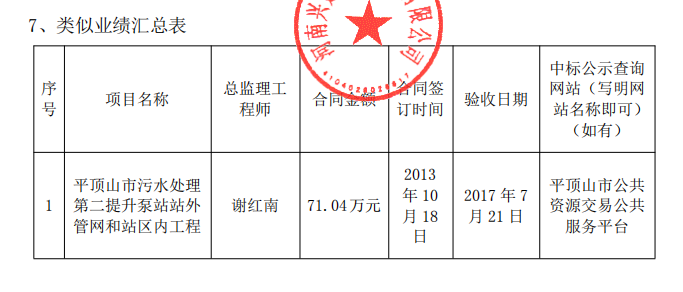 7、类似业绩汇总表
序号
项目名称
总监理工程师
合同金额
合同签订时间
验收日期
中标公示查询网站（写明网站名称即可）（如有）
1
平顶山市污水处理第二提升泵站站外管网和站区内工程
谢红南
71.04万元
2013年10月18日
2017年7月21日
平顶山市公共资源交易公共服务平台